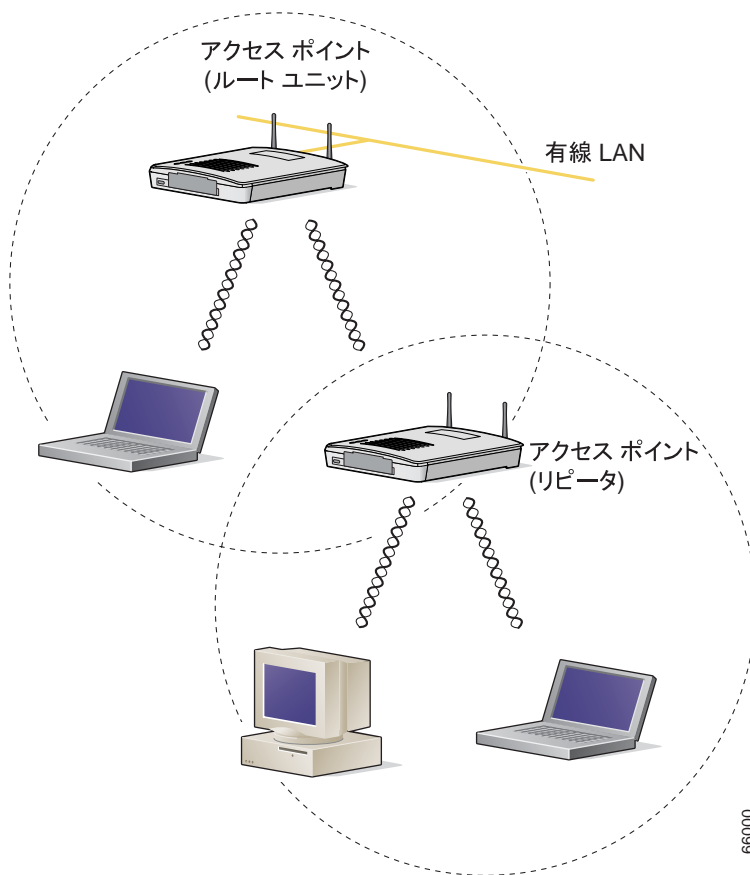 アクセス ポイント
(ルート ユニット)
有線 LAN
アクセス ポイント
(リピータ)
66000